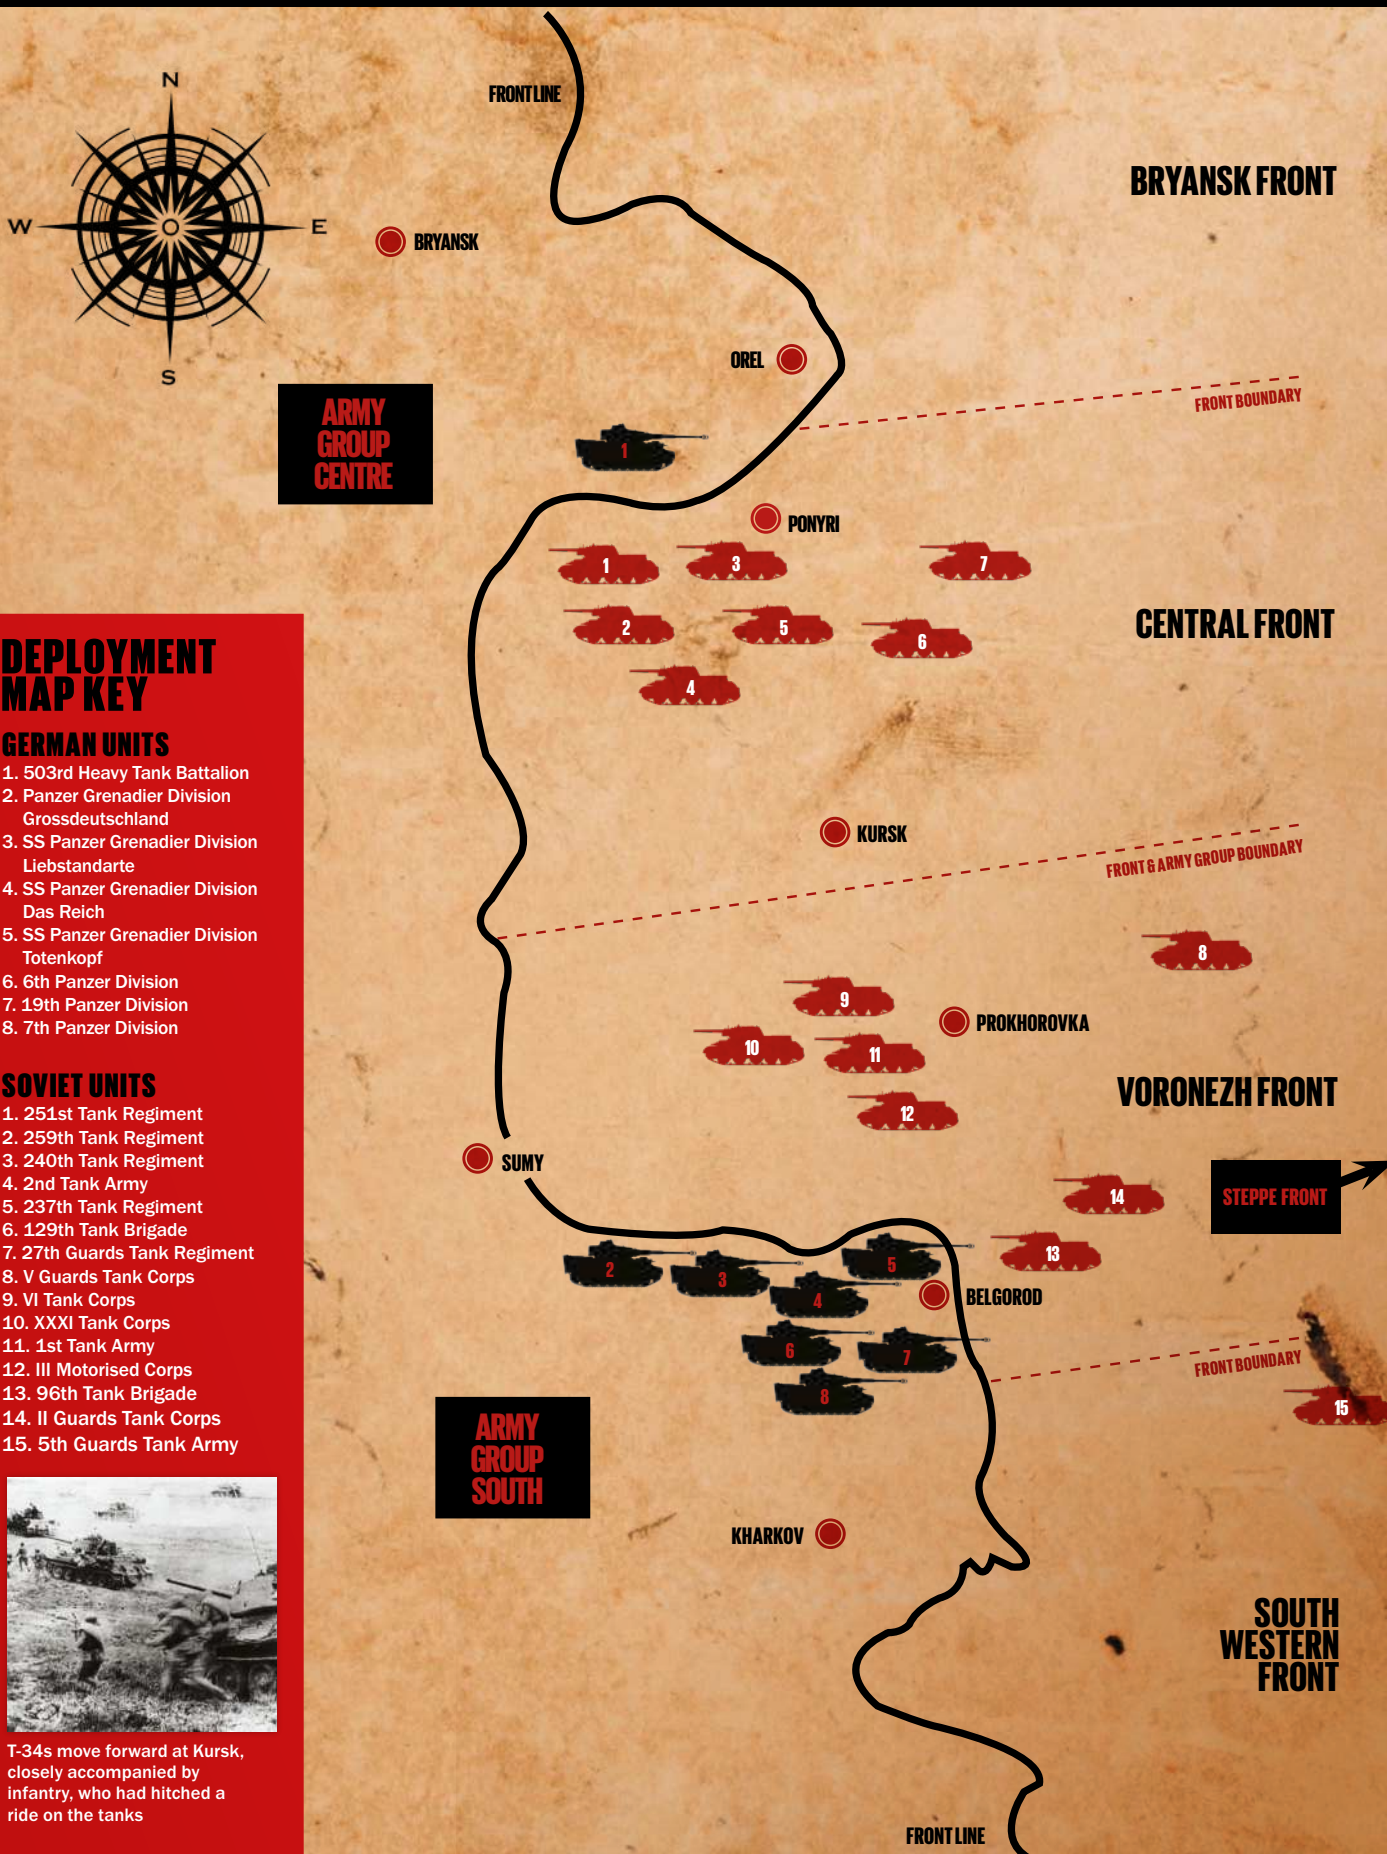 N
W
E
S
FRONT LINE
BRYANSK FRONT
BRYANSK
OREL
FRONT BOUNDARY
ARMY
GROUP
CENTRE
1
PONYRI
1
3
7
2
5
6
4
CENTRAL FRONT
KURSK
FRONT & ARMY GROUP BOUNDARY
8
9
PROKHOROVKA
10
11
12
VORONEZH FRONT
SUMY
14
STEPPE FRONT
13
2
3
5
4
BELGOROD
6
7
8
FRONT BOUNDARY
15
ARMY
GROUP
SOUTH
KHARKOV
SOUTH
WESTERN
FRONT
FRONT LINE
DEPLOYMENT
MAP KEY
GERMAN UNITS
1. 503rd Heavy Tank Battalion
2. Panzer Grenadier Division
Grossdeutschland
3. SS Panzer Grenadier Division
Liebstandarte
4. SS Panzer Grenadier Division
Das Reich
5. SS Panzer Grenadier Division
Totenkopf
6. 6th Panzer Division
7. 19th Panzer Division
8. 7th Panzer Division
SOVIET UNITS
1. 251st Tank Regiment
2. 259th Tank Regiment
3. 240th Tank Regiment
4. 2nd Tank Army
5. 237th Tank Regiment
6. 129th Tank Brigade
7. 27th Guards Tank Regiment
8. V Guards Tank Corps
9. VI Tank Corps
10. XXXI Tank Corps
11. 1st Tank Army
12. III Motorised Corps
13. 96th Tank Brigade
14. II Guards Tank Corps
15. 5th Guards Tank Army
T-34s move forward at Kursk,
closely accompanied by
infantry, who had hitched a
ride on the tanks